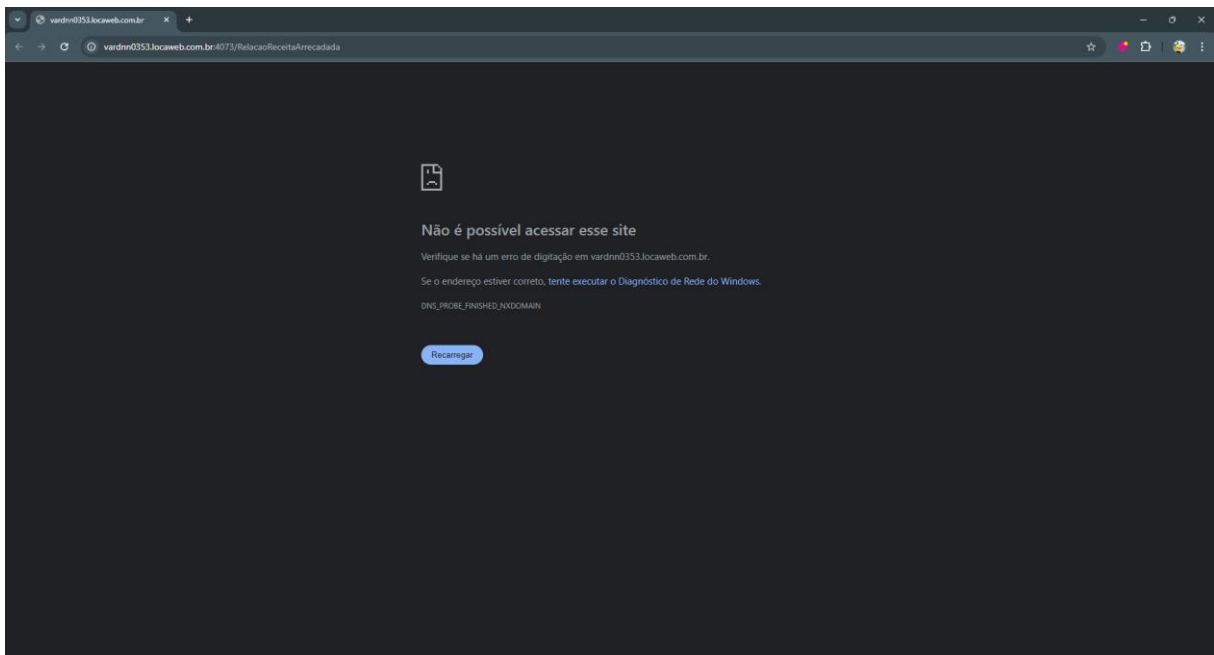 vardnn0353.locaweb.com.br
vardnn0353.locaweb.com.br:4073/RelacaoReceitaArrecadada
Não é possível acessar esse site
Verifique se há um erro de digitação em vardnn0353.locaweb.com.br.
Se o endereço estiver correto, tente executar o Diagnóstico de Rede do Windows.
DNS_PROBE_FINISHED_NXDOMAIN
Recarregar